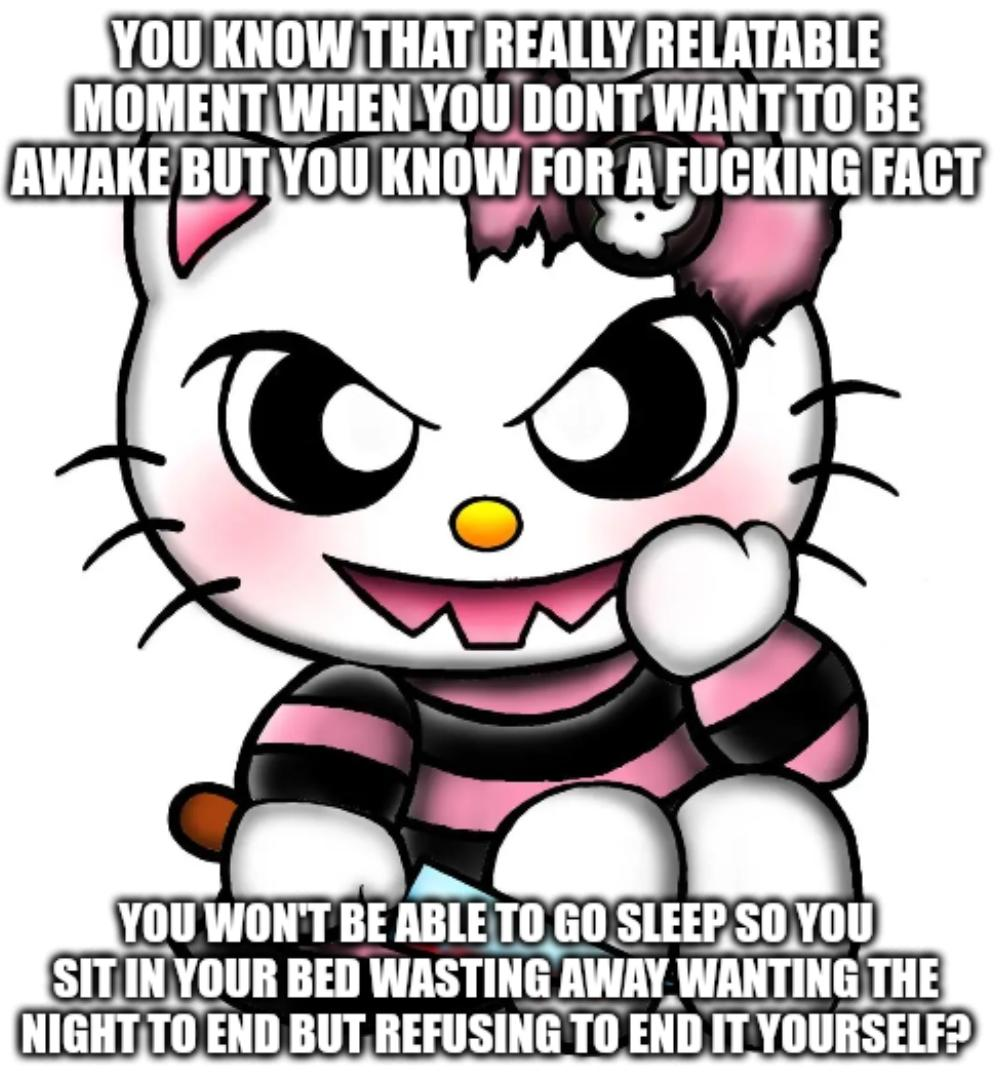 YOU KNOW THAT REALLY RELATABLE
MOMENT WHEN YOU DONT WANT TO BE
AWAKE BUT YOU KNOW FOR A FUCKING FACT
YOU WON'T BE ABLE TO GO SLEEP SO YOU
SIT IN YOUR BED WASTING AWAY WANTING THE
NIGHT TO END BUT REFUSING TO END IT YOURSELF?